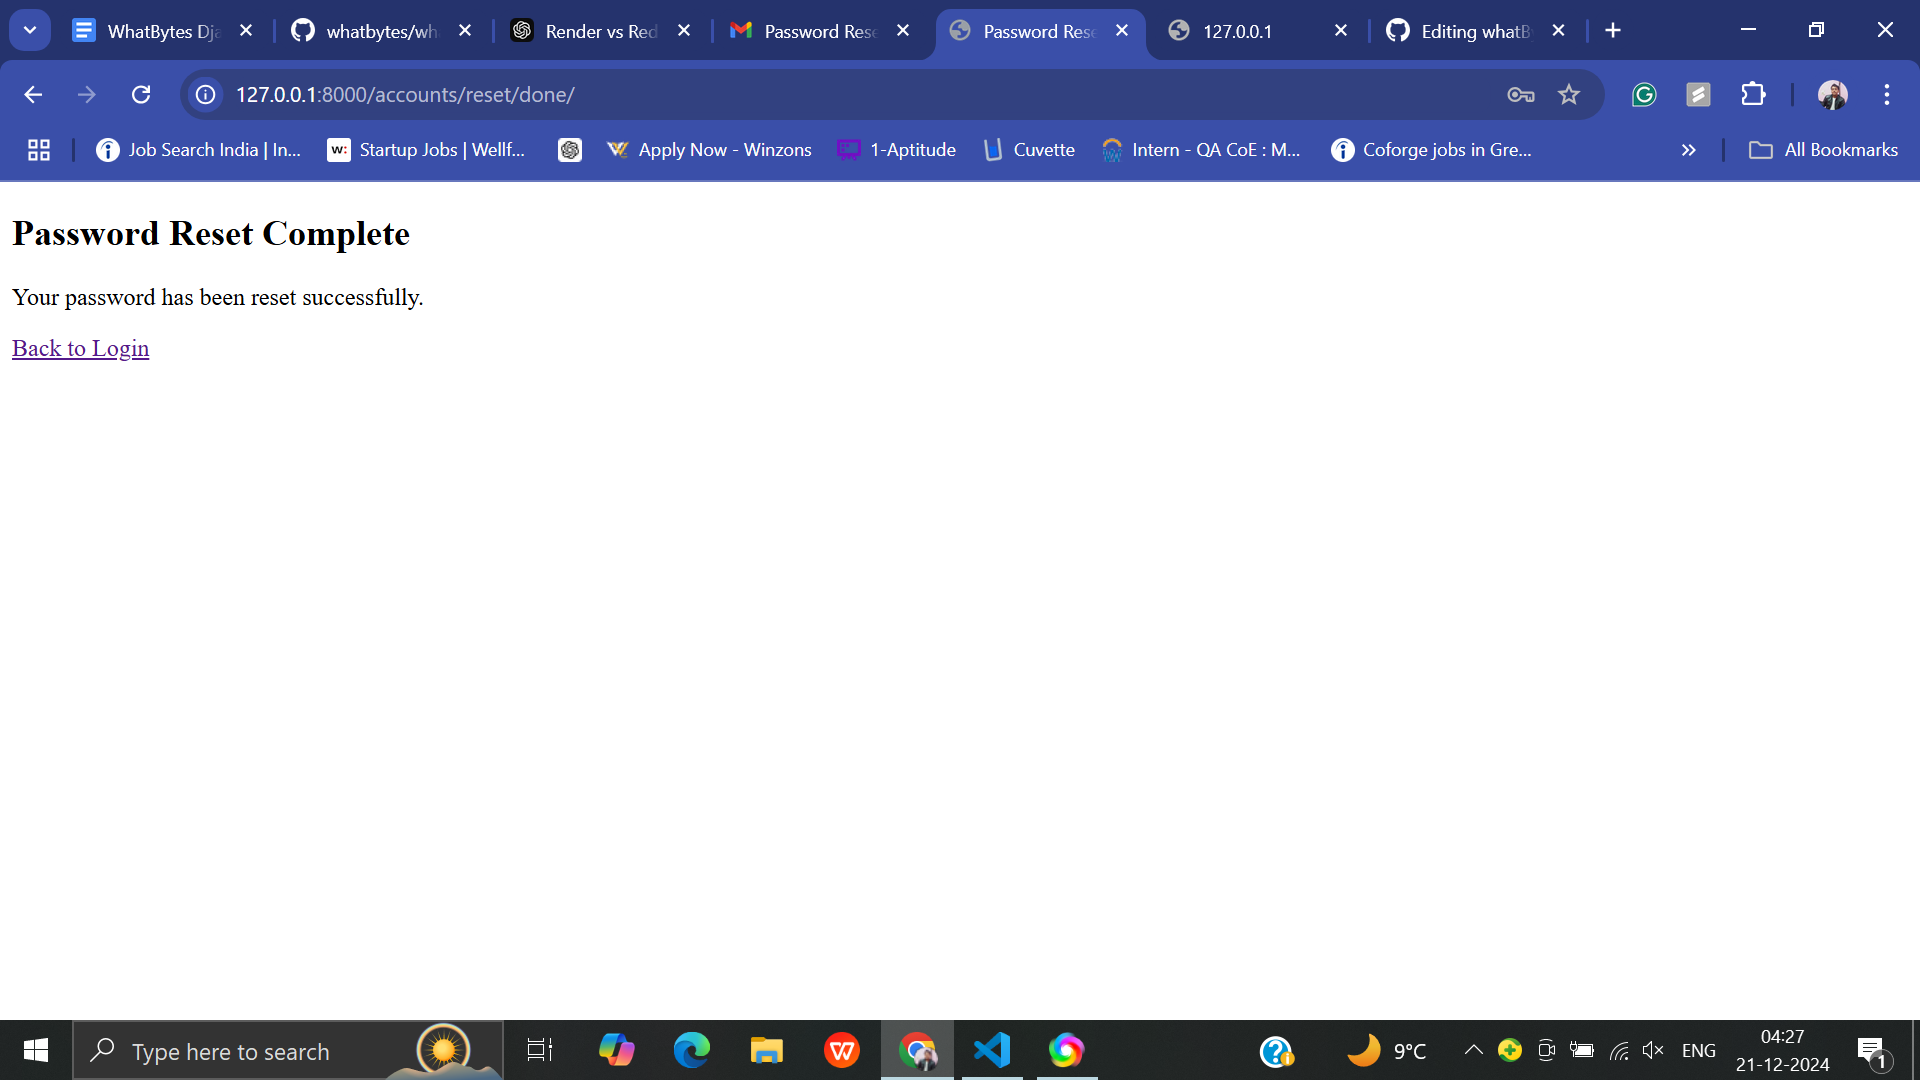 WhatBytes Dja
whatbytes/wh
Render vs Red
Password Rese
Password Rese
127.0.0.1
Editing whatB
127.0.0.1:8000/accounts/reset/done/
Job Search India | In...
w: Startup Jobs | Wellf...
Apply Now - Winzons
1-Aptitude
Cuvette
Intern - QA CoE : M...
Coforge jobs in Gre...
All Bookmarks
Password Reset Complete
Your password has been reset successfully.
Back to Login
Type here to search
9°C
ENG
04:27
21-12-2024
1